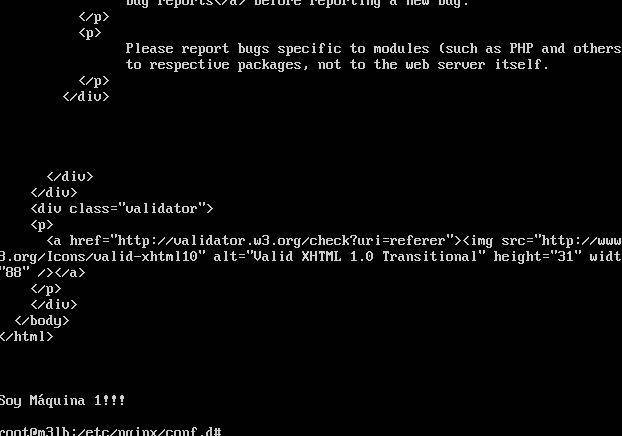 bug reports</a> before reporting a new bug.
</p>
<p>
Please report bugs specific to modules (such as PHP and others
to respective packages, not to the web server itself.
</p>
</div>
</div>
</div>
<div class="validator">
<p>
<a href="http://validator.w3.org/check?uri=referer"><img src="http://www
3.org/Icons/valid-xhtml10" alt="Valid XHTML 1.0 Transitional" height="31" widt
"88" /></a>
</p>
</div>
</body>
</html>
Soy Máquina 1!!!
root@m3lb:/etc/nginx/conf.d#